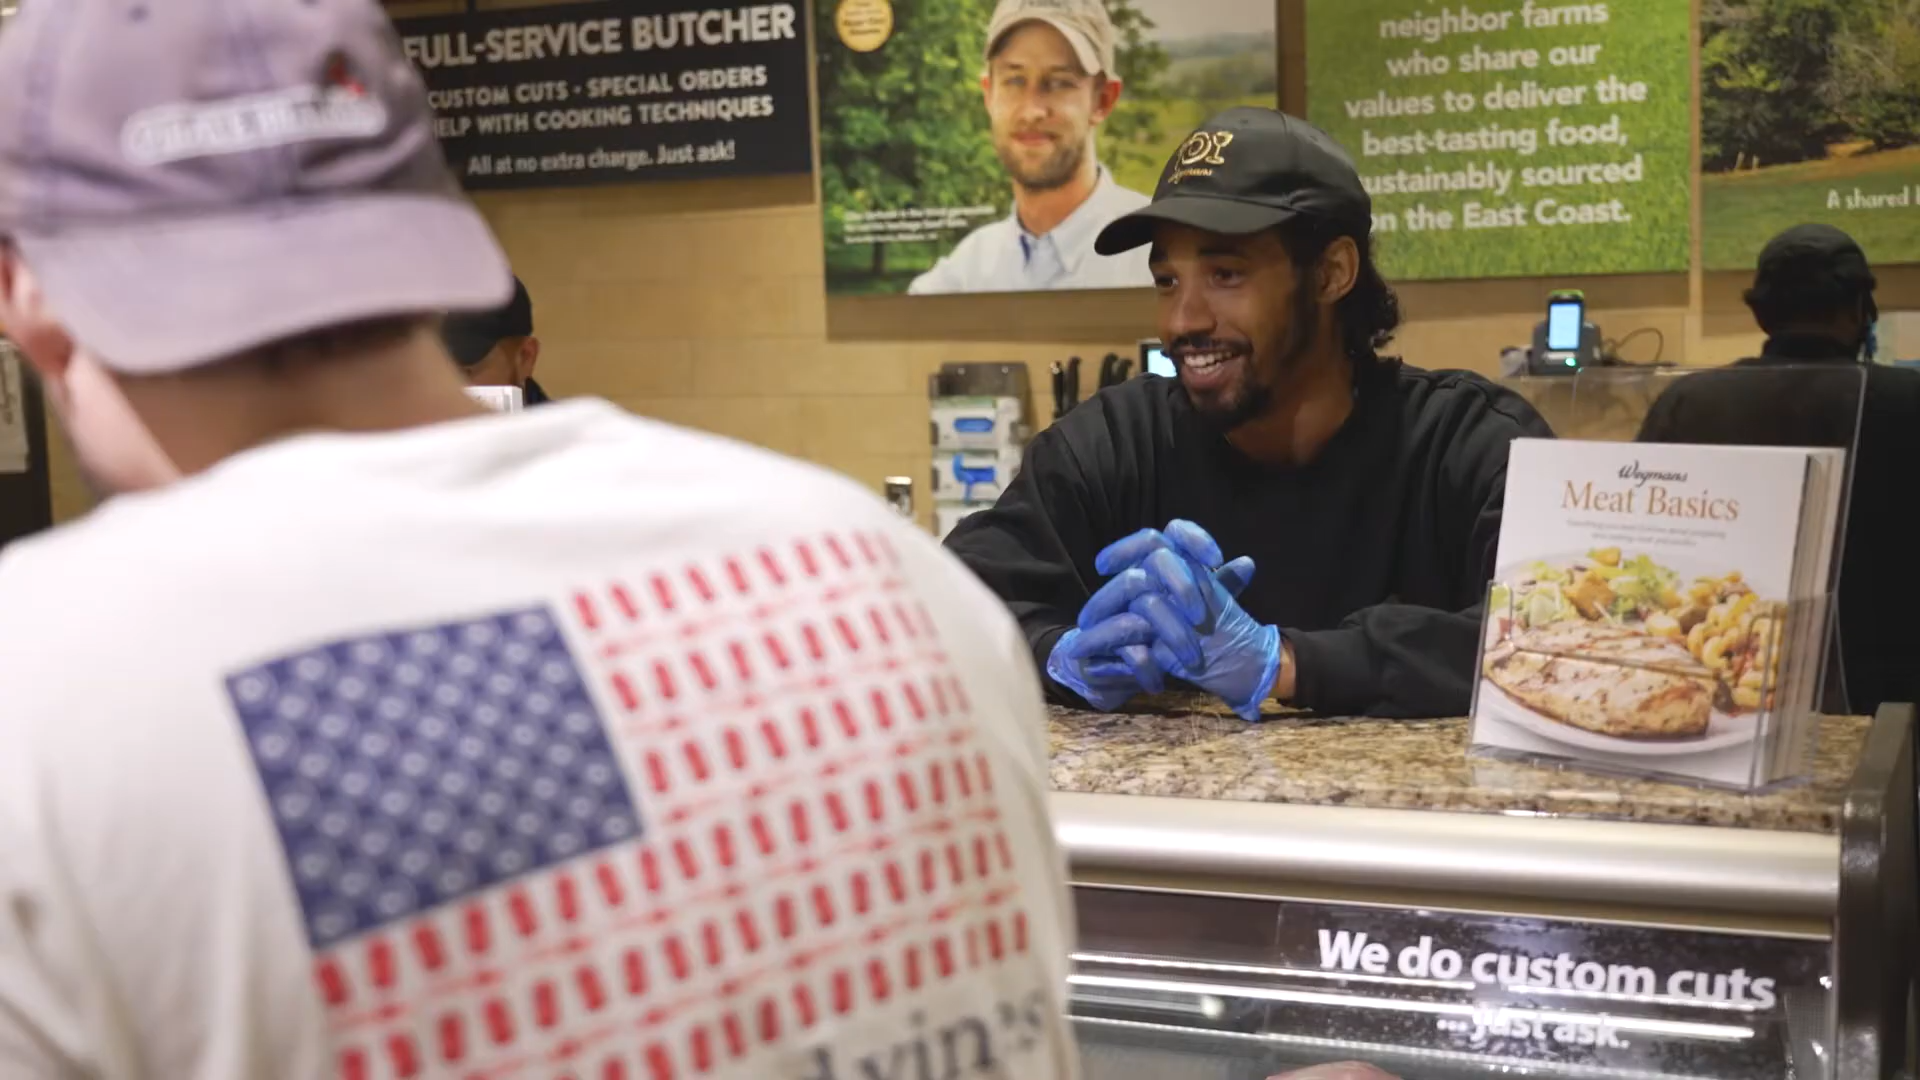 FULL-SERVICE BUTCHER
CUSTOM CUTS • SPECIAL ORDERS
HELP WITH COOKING TECHNIQUES
All at no extra charge. Just ask!
neighbor farms
who share our
values to deliver the
best-tasting food,
sustainably sourced
on the East Coast.
A shared
Wegmans
Wegmans
Meat Basics
We do custom cuts
...just ask.